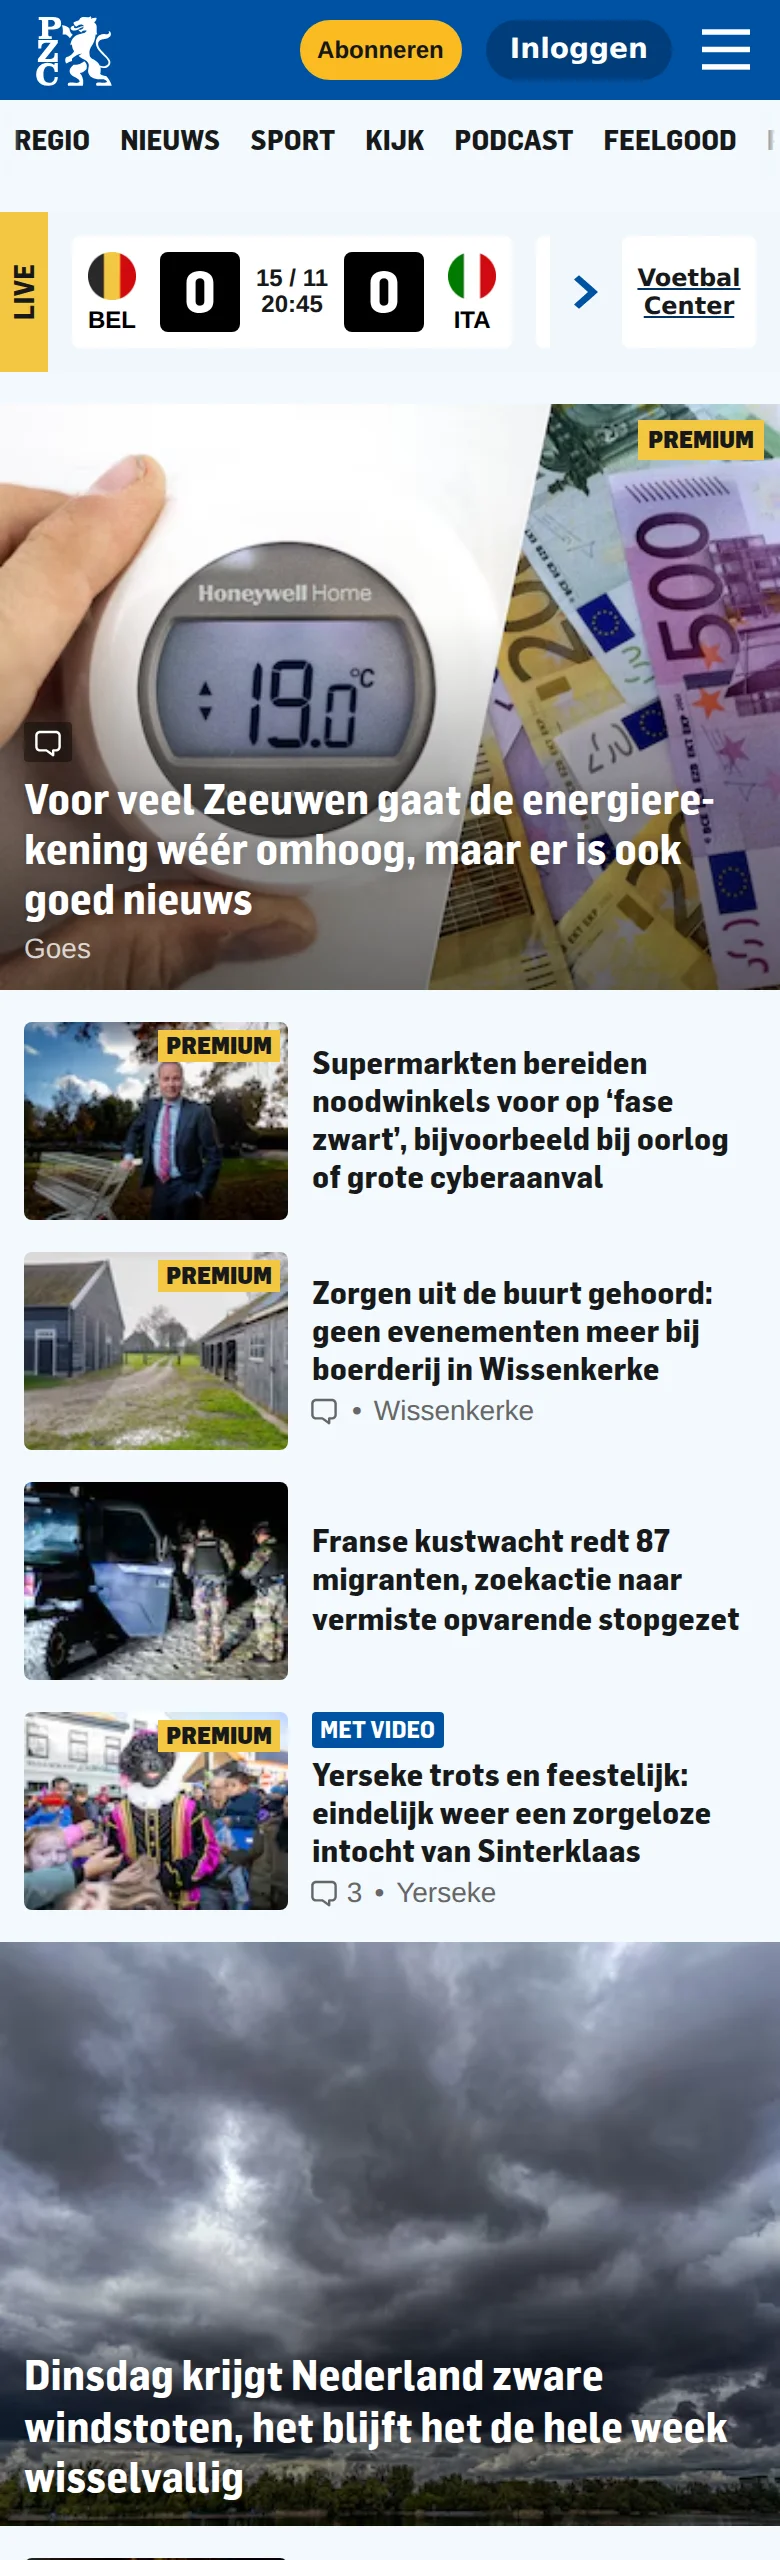 PZC
Abonneren
Inloggen
REGIO NIEUWS SPORT KIJK PODCAST FEELGOOD
LIVE
BEL
0
15 / 11
20:45
0
ITA
Voetbal
Center
PREMIUM
500
200
Honeywell Home
19.0°C
Voor veel Zeeuwen gaat de energiere-
kening wéér omhoog, maar er is ook
goed nieuws
Goes
PREMIUM
Supermarkten bereiden
noodwinkels voor op ‘fase
zwart’, bijvoorbeeld bij oorlog
of grote cyberaanval
PREMIUM
Zorgen uit de buurt gehoord:
geen evenementen meer bij
boerderij in Wissenkerke
• Wissenkerke
Franse kustwacht redt 87
migranten, zoekactie naar
vermiste opvarende stopgezet
PREMIUM
MET VIDEO
Yerseke trots en feestelijk:
eindelijk weer een zorgeloze
intocht van Sinterklaas
3 • Yerseke
Dinsdag krijgt Nederland zware
windstoten, het blijft het de hele week
wisselvallig